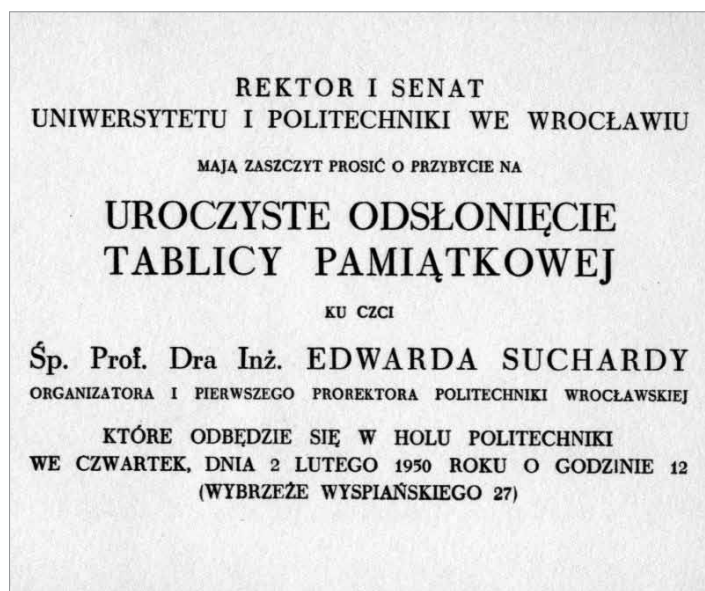 REKTOR I SENAT
UNIWERSYTETU I POLITECHNIKI WE WROCŁAWIU
MAJA ZASZCZYT PROSIĆ O PRZYBYCIE NA
UROCZYSTE ODSŁONIĘCIE
TABLICY PAMIĄTKOWEJ
KU CZCI
Śp. Prof. Dra Inż. EDWARDA SUCHARDY
ORGANIZATORA I PIERWSZEGO PROREKTORA POLITECHNIKI WROCŁAWSKIEJ
KTÓRE ODBĘDZIE SIĘ W HOLU POLITECHNIKI
WE CZWARTEK, DNIA 2 LUTEGO 1950 ROKU O GODZINIE 12
(WYBRZEŻE WYSPIAŃSKIEGO 27)